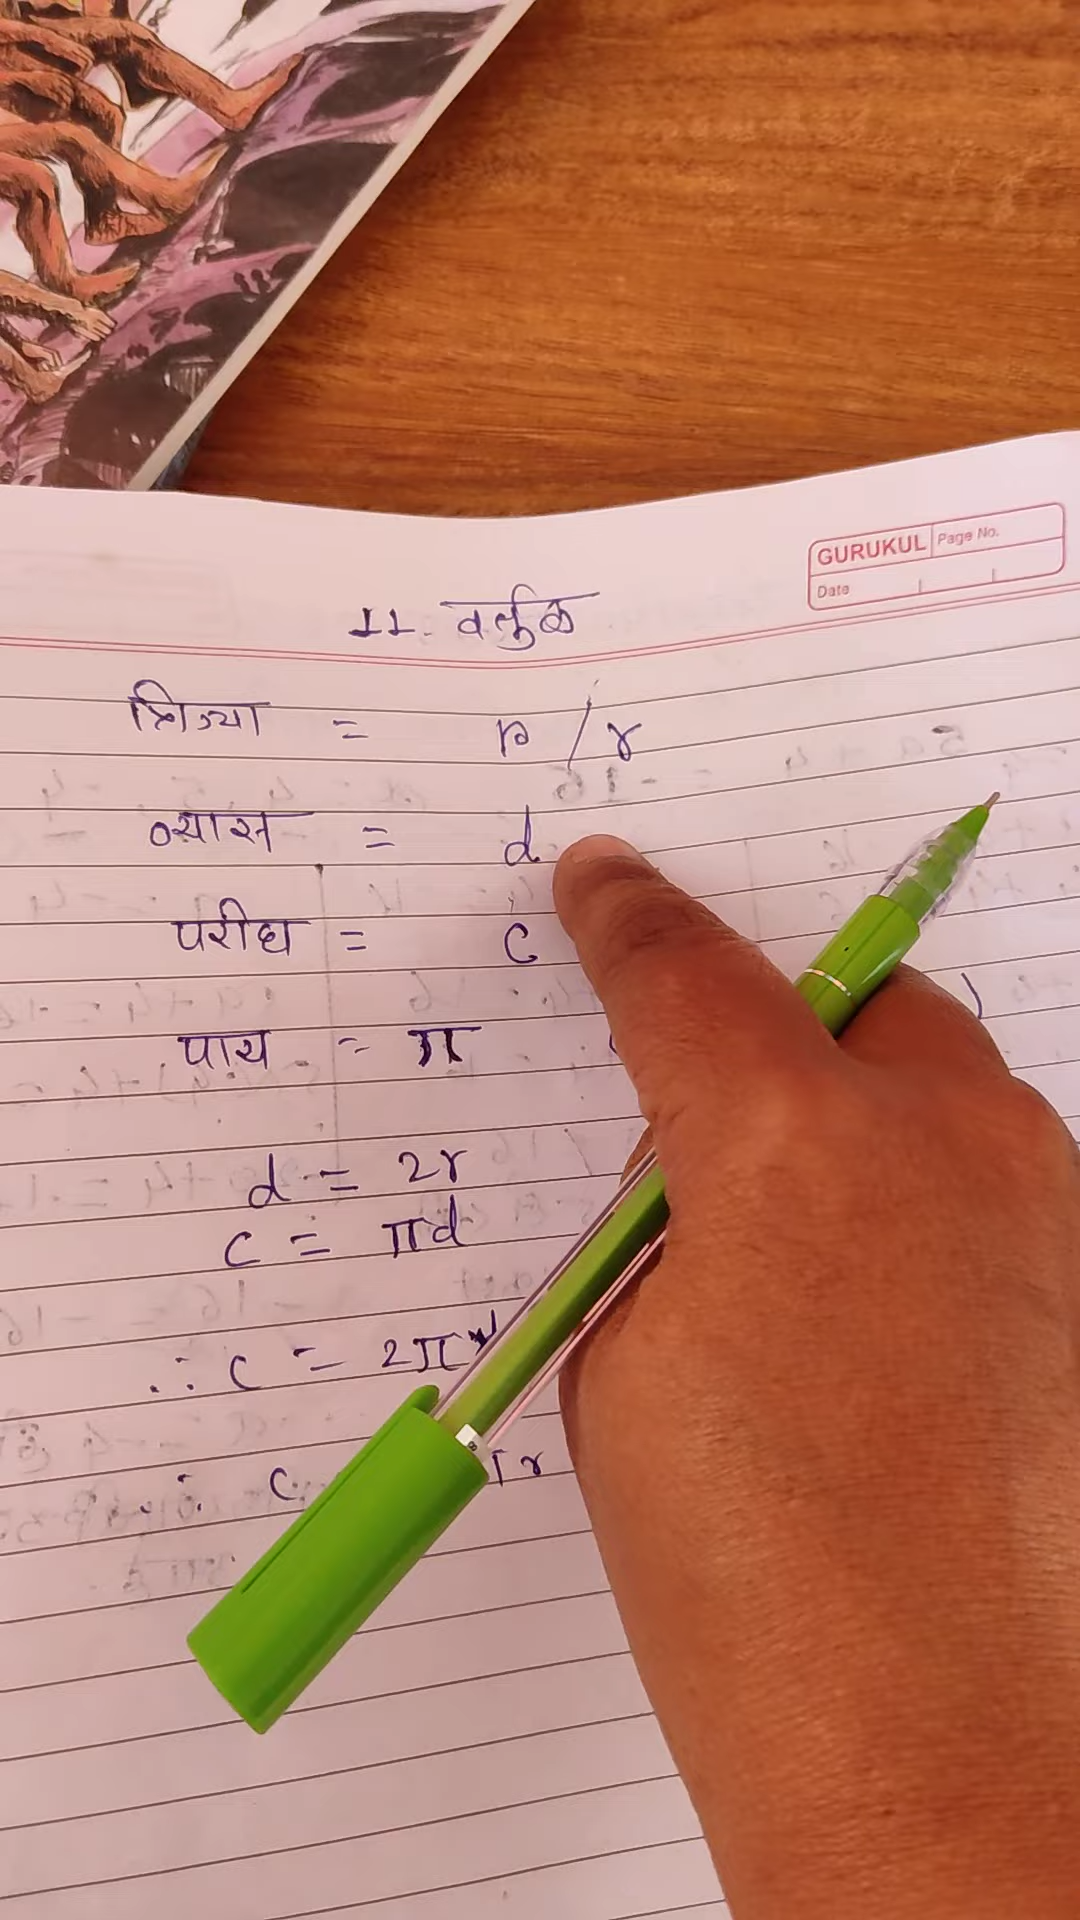 GURUKUL Page No.
Date
11. वर्तुळ
त्रिज्या = r / r
व्यास = d
परीघ = c
पाय = π
d = 2r
c = πd
∴ c = 2πr
∴ c r